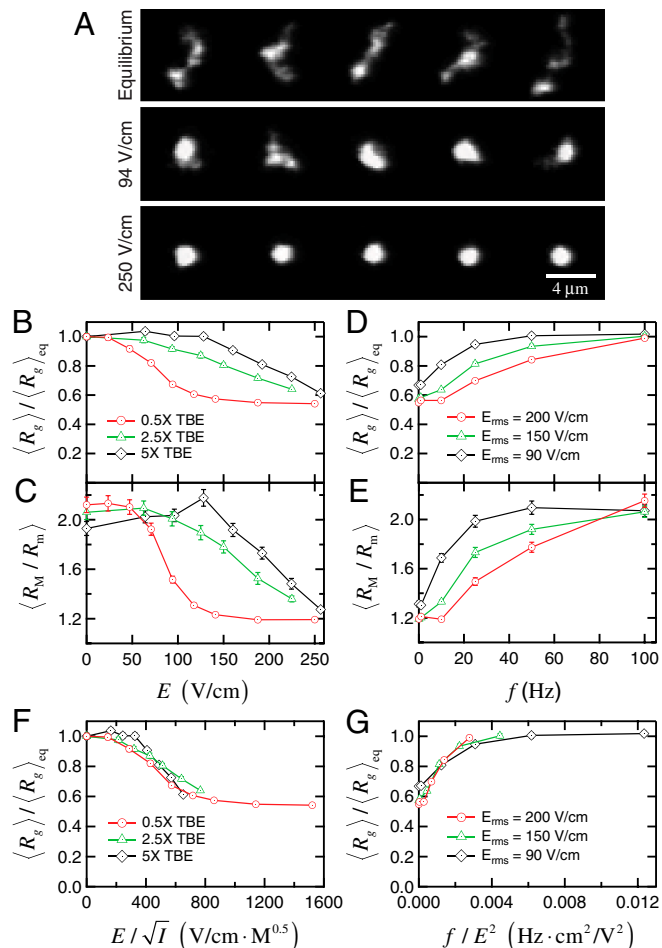 A
Equilibrium
94 V/cm
250 V/cm
4 μm
B
⟨R_g⟩ / ⟨R_g⟩_eq
1.0
0.8
0.6
0.4
0.2
0.5X TBE
2.5X TBE
5X TBE
D
⟨R_g⟩ / ⟨R_g⟩_eq
1.0
0.8
0.6
0.4
0.2
E_rms = 200 V/cm
E_rms = 150 V/cm
E_rms = 90 V/cm
C
⟨R_M / R_m⟩
2.0
1.6
1.2
0 50 100 150 200 250
E (V/cm)
E
⟨R_M / R_m⟩
2.0
1.6
1.2
0 20 40 60 80 100
f (Hz)
F
⟨R_g⟩ / ⟨R_g⟩_eq
1.0
0.8
0.6
0.4
0.2
0.0
0.5X TBE
2.5X TBE
5X TBE
0 400 800 1200 1600
E / √I (V/cm · M^0.5)
G
⟨R_g⟩ / ⟨R_g⟩_eq
1.0
0.8
0.6
0.4
0.2
0.0
E_rms = 200 V/cm
E_rms = 150 V/cm
E_rms = 90 V/cm
0.000 0.004 0.008 0.012
f / E² (Hz · cm²/V²)